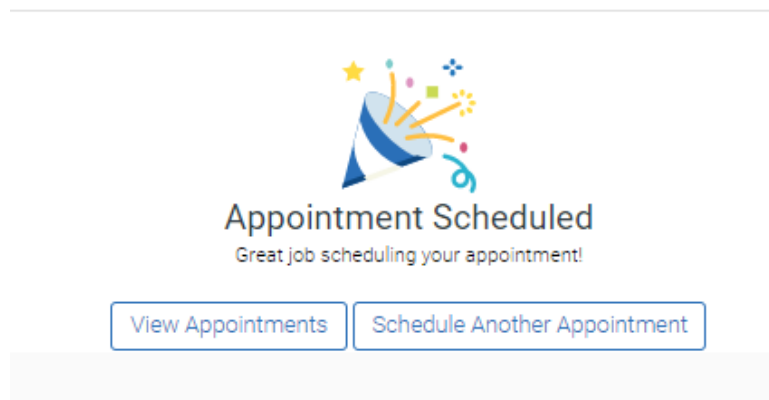 Appointment Scheduled
Great job scheduling your appointment!
View Appointments
Schedule Another Appointment